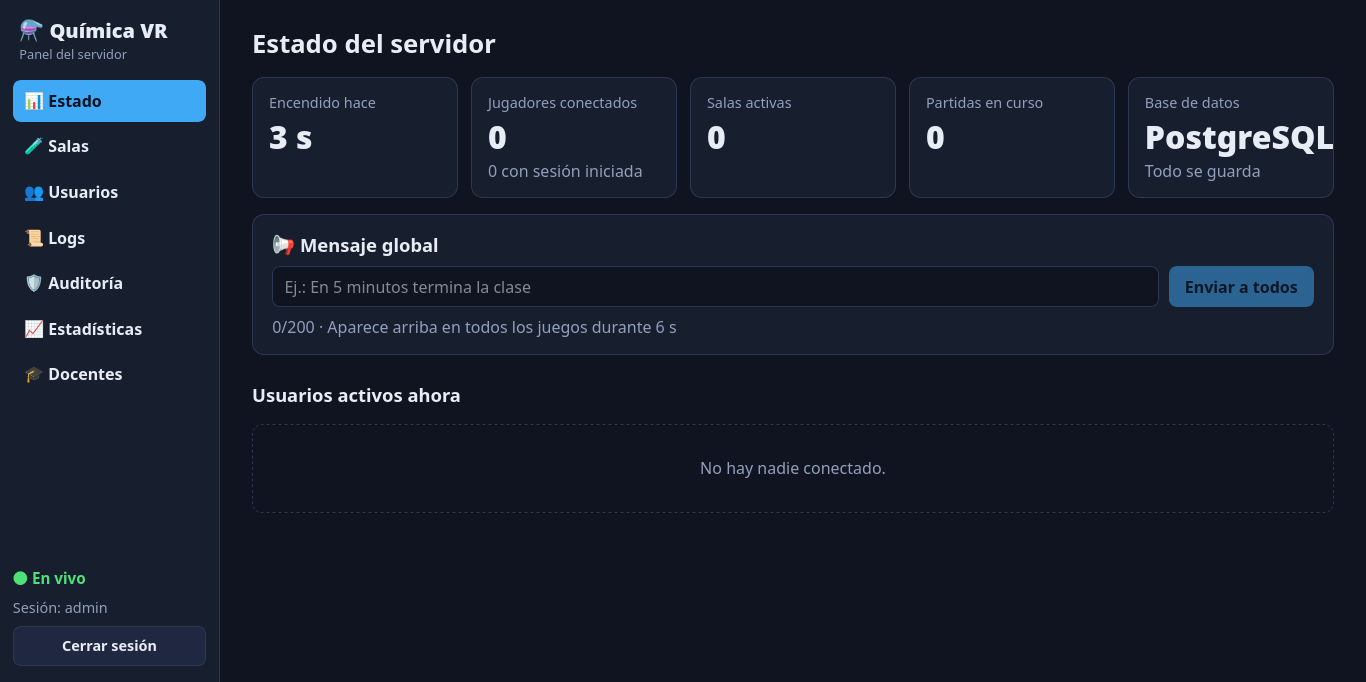 Química VR
Panel del servidor
Estado
Salas
Usuarios
Logs
Auditoría
Estadísticas
Docentes
En vivo
Sesión: admin
Cerrar sesión
Estado del servidor
Encendido hace
3 s
Jugadores conectados
0
0 con sesión iniciada
Salas activas
0
Partidas en curso
0
Base de datos
PostgreSQL
Todo se guarda
Mensaje global
Ej.: En 5 minutos termina la clase
Enviar a todos
0/200 · Aparece arriba en todos los juegos durante 6 s
Usuarios activos ahora
No hay nadie conectado.